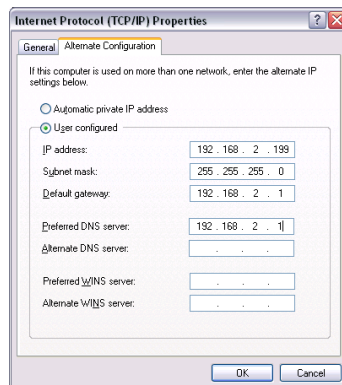 Internet Protocol (TCP/IP) Properties
General
Alternate Configuration
If this computer is used on more than one network, enter the alternate IP
settings below.
Automatic private IP address
User configured
IP address: 192 . 168 . 2 . 199
Subnet mask: 255 . 255 . 255 . 0
Default gateway: 192 . 168 . 2 . 1
Preferred DNS server: 192 . 168 . 2 . 1
Alternate DNS server: . . .
Preferred WINS server: . . .
Alternate WINS server: . . .
OK
Cancel